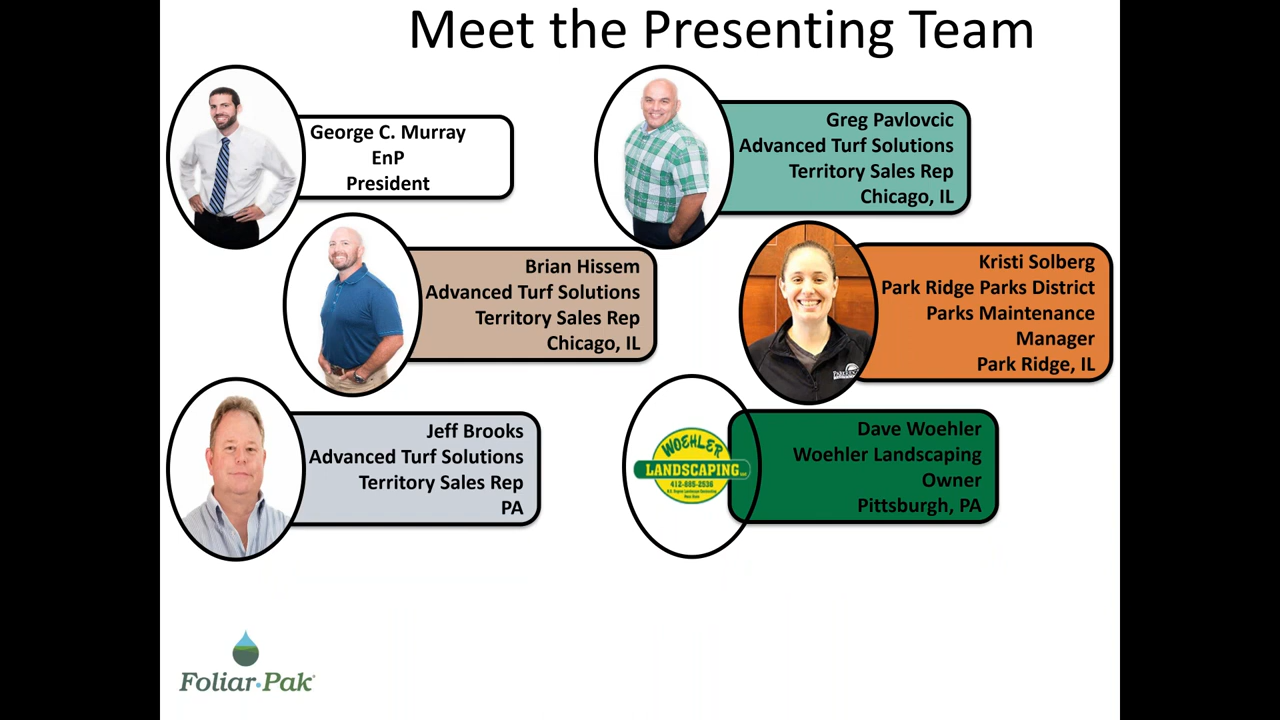 Meet the Presenting Team
George C. Murray
EnP
President
Greg Pavlovcic
Advanced Turf Solutions
Territory Sales Rep
Chicago, IL
Brian Hissem
Advanced Turf Solutions
Territory Sales Rep
Chicago, IL
Kristi Solberg
Park Ridge Parks District
Parks Maintenance
Manager
Park Ridge, IL
Jeff Brooks
Advanced Turf Solutions
Territory Sales Rep
PA
WOEHLER
LANDSCAPING
Dave Woehler
Woehler Landscaping
Owner
Pittsburgh, PA
Foliar·Pak